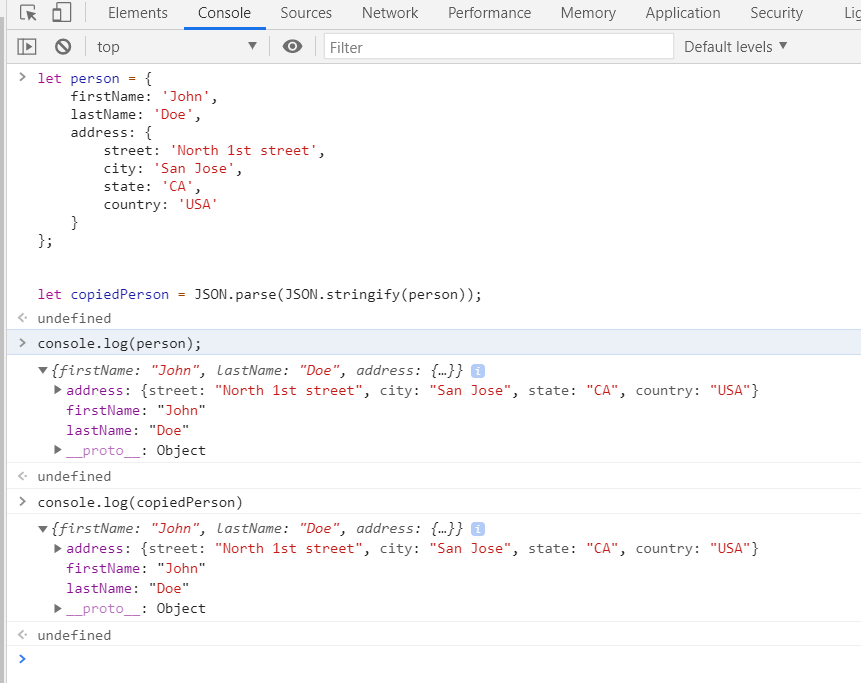 Elements Console Sources Network Performance Memory Application Security Lig
top ▼ Filter Default levels ▼
> let person = {
    firstName: 'John',
    lastName: 'Doe',
    address: {
        street: 'North 1st street',
        city: 'San Jose',
        state: 'CA',
        country: 'USA'
    }
};
let copiedPerson = JSON.parse(JSON.stringify(person));
undefined
> console.log(person);
▼{firstName: "John", lastName: "Doe", address: {…}} i
▶address: {street: "North 1st street", city: "San Jose", state: "CA", country: "USA"}
firstName: "John"
lastName: "Doe"
▶__proto__: Object
undefined
> console.log(copiedPerson)
▼{firstName: "John", lastName: "Doe", address: {…}} i
▶address: {street: "North 1st street", city: "San Jose", state: "CA", country: "USA"}
firstName: "John"
lastName: "Doe"
▶__proto__: Object
undefined
>